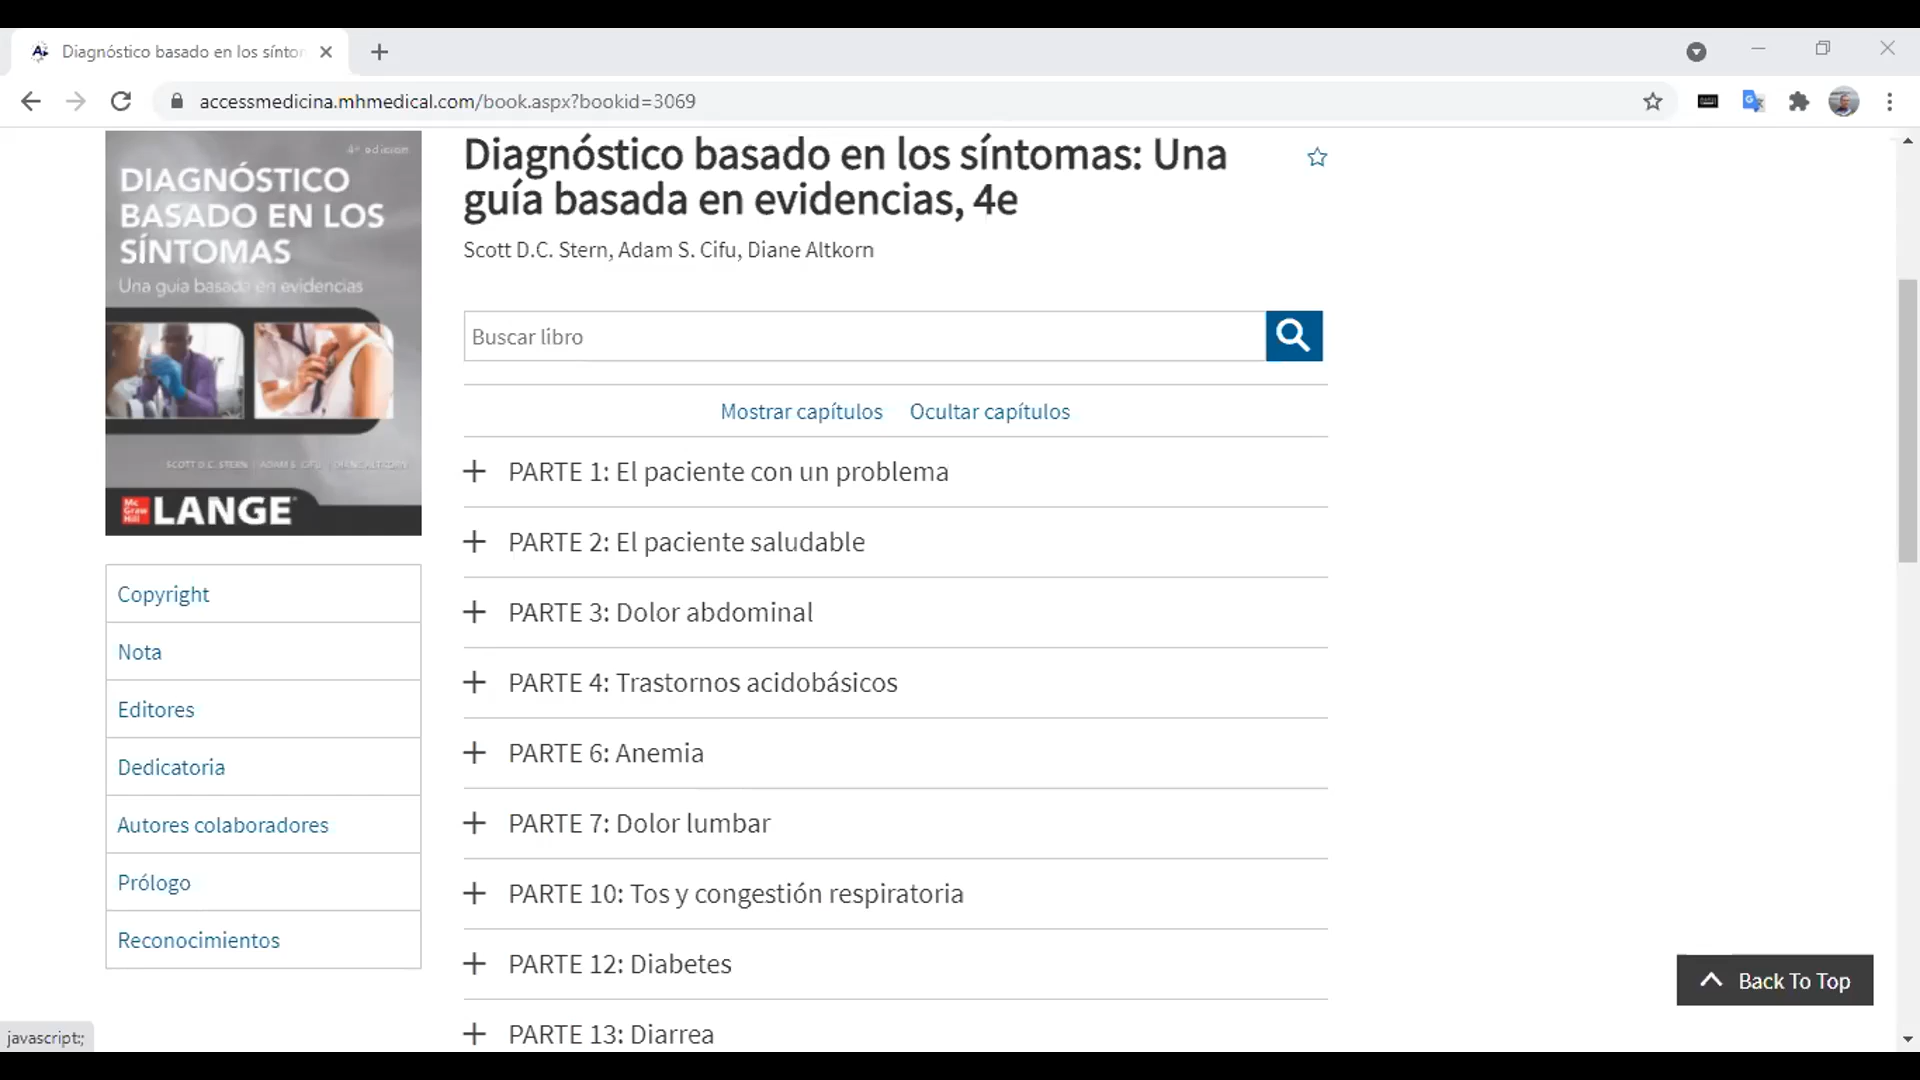 Diagnóstico basado en los síntor
accessmedicina.mhmedical.com/book.aspx?bookid=3069
4ª edición
DIAGNÓSTICO
BASADO EN LOS
SÍNTOMAS
Una guía basada en evidencias
SCOTT D.C. STERN | ADAM S. CIFU | DIANE ALTKORN
Mc
Graw
Hill
LANGE
Diagnóstico basado en los síntomas: Una
guía basada en evidencias, 4e
Scott D.C. Stern, Adam S. Cifu, Diane Altkorn
Buscar libro
Mostrar capítulos Ocultar capítulos
PARTE 1: El paciente con un problema
PARTE 2: El paciente saludable
PARTE 3: Dolor abdominal
PARTE 4: Trastornos acidobásicos
PARTE 6: Anemia
PARTE 7: Dolor lumbar
PARTE 10: Tos y congestión respiratoria
PARTE 12: Diabetes
PARTE 13: Diarrea
Copyright
Nota
Editores
Dedicatoria
Autores colaboradores
Prólogo
Reconocimientos
Back To Top
javascript:;